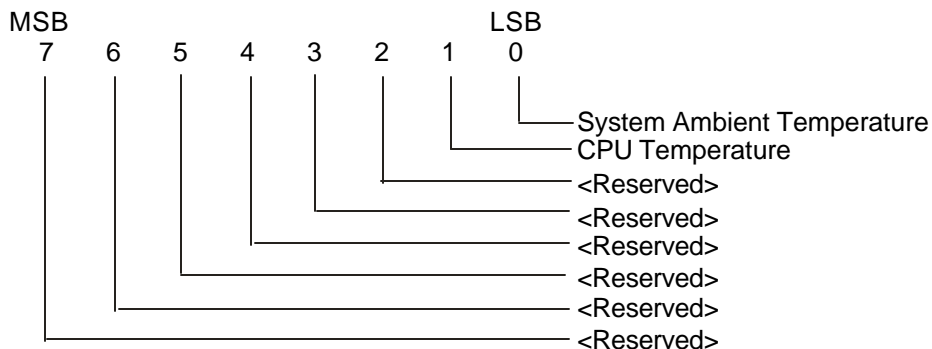 MSB LSB
7 6 5 4 3 2 1 0
System Ambient Temperature
CPU Temperature
<Reserved>
<Reserved>
<Reserved>
<Reserved>
<Reserved>
<Reserved>